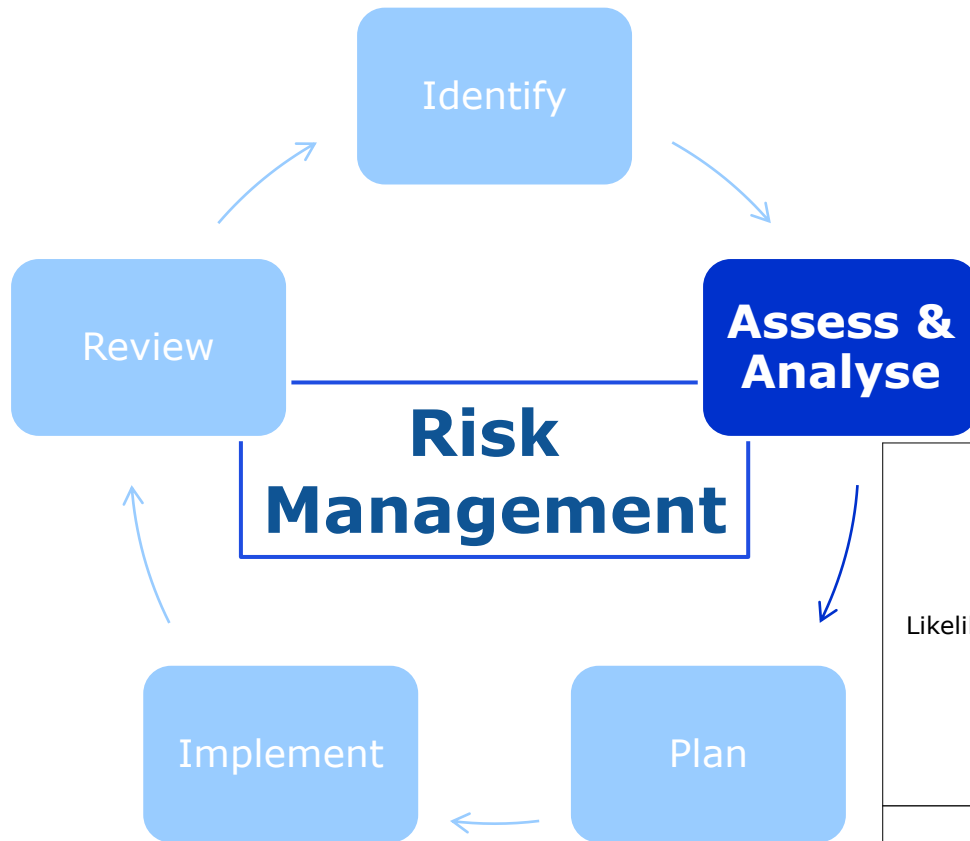 Identify
Assess &
Analyse
Review
Risk
Management
Implement
Plan